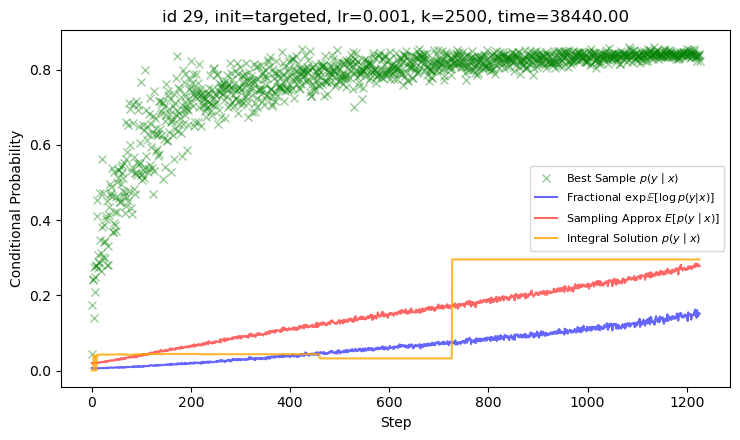 id 29, init=targeted, lr=0.001, k=2500, time=38440.00
Conditional Probability
0.8
0.6
0.4
0.2
0.0
Best Sample p(y | x)
Fractional exp𝔼[log p(y|x)]
Sampling Approx E[p(y | x)]
Integral Solution p(y | x)
0 200 400 600 800 1000 1200
Step